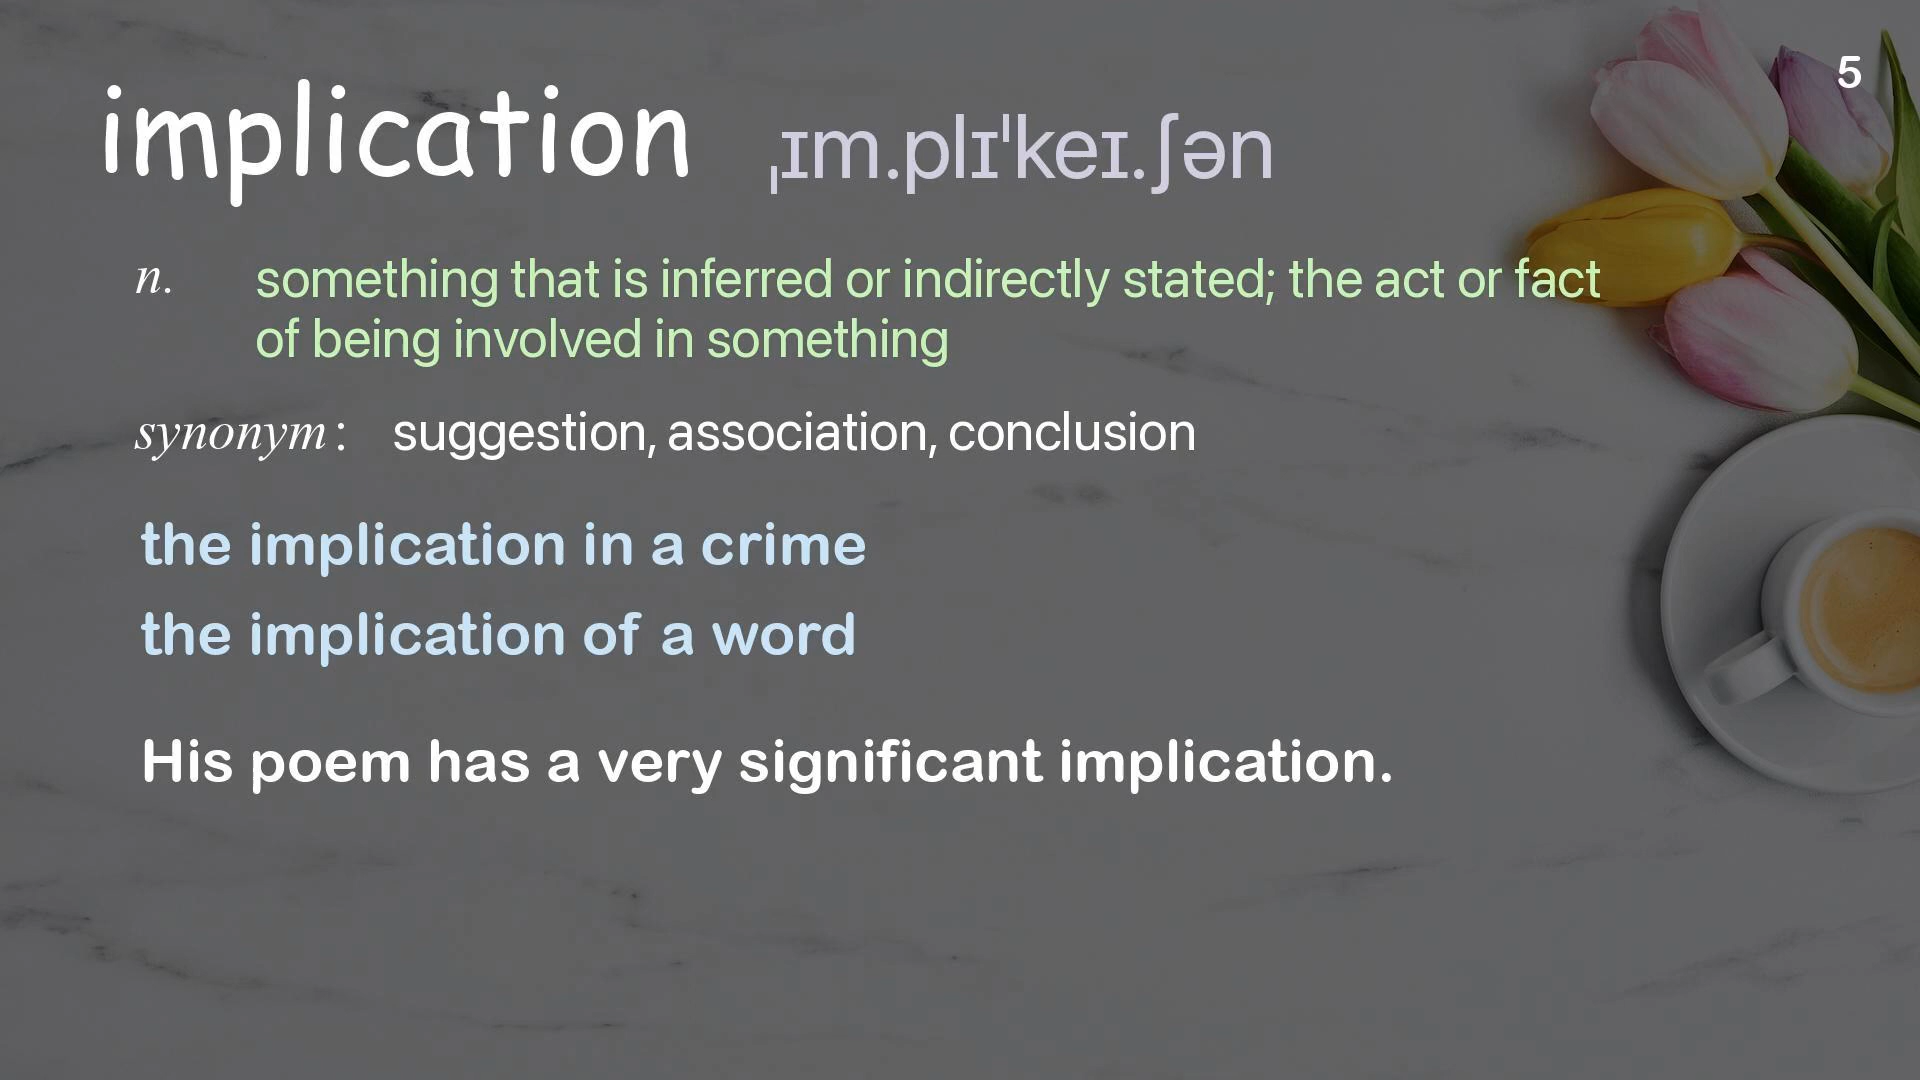 5
implication ˌɪm.plɪˈkeɪ.ʃən
n. something that is inferred or indirectly stated; the act or fact
of being involved in something
synonym: suggestion, association, conclusion
the implication in a crime
the implication of a word
His poem has a very significant implication.